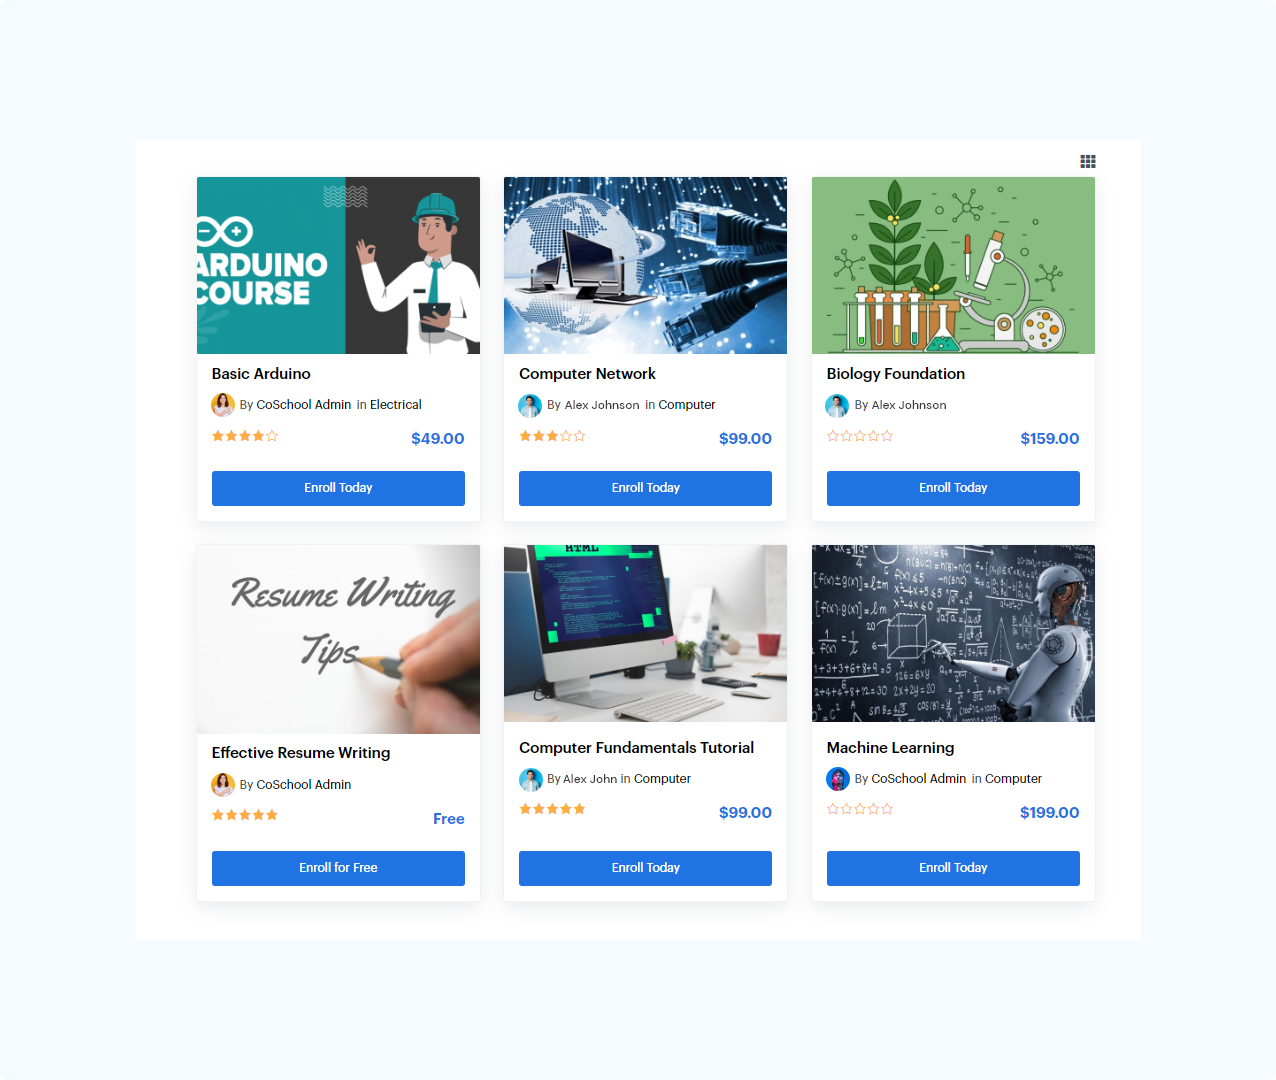 ARDUINO
COURSE
Basic Arduino
By CoSchool Admin in Electrical
$49.00
Enroll Today
Computer Network
By Alex Johnson in Computer
$99.00
Enroll Today
Biology Foundation
By Alex Johnson
$159.00
Enroll Today
Resume Writing
Tips
Effective Resume Writing
By CoSchool Admin
Free
Enroll for Free
HTML
Computer Fundamentals Tutorial
By Alex John in Computer
$99.00
Enroll Today
Machine Learning
By CoSchool Admin in Computer
$199.00
Enroll Today